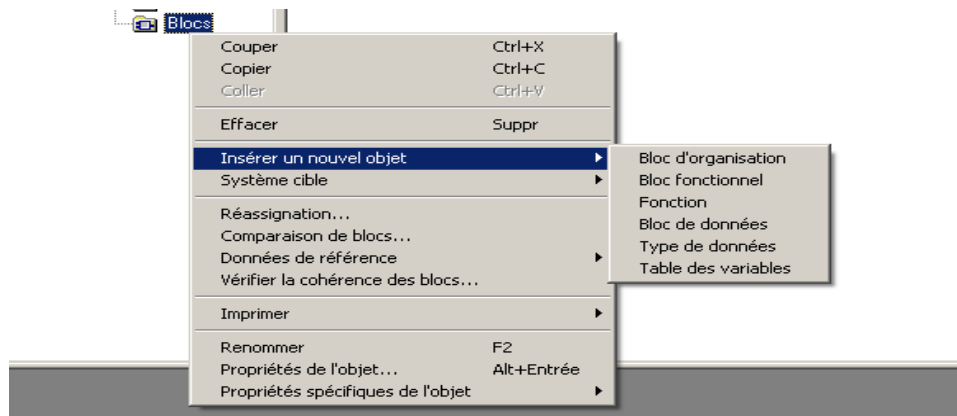 Blocs
Couper Ctrl+X
Copier Ctrl+C
Coller Ctrl+V
Effacer Suppr
Insérer un nouvel objet
Système cible
Réassignation...
Comparaison de blocs...
Données de référence
Vérifier la cohérence des blocs...
Imprimer
Renommer F2
Propriétés de l'objet... Alt+Entrée
Propriétés spécifiques de l'objet
Bloc d'organisation
Bloc fonctionnel
Fonction
Bloc de données
Type de données
Table des variables